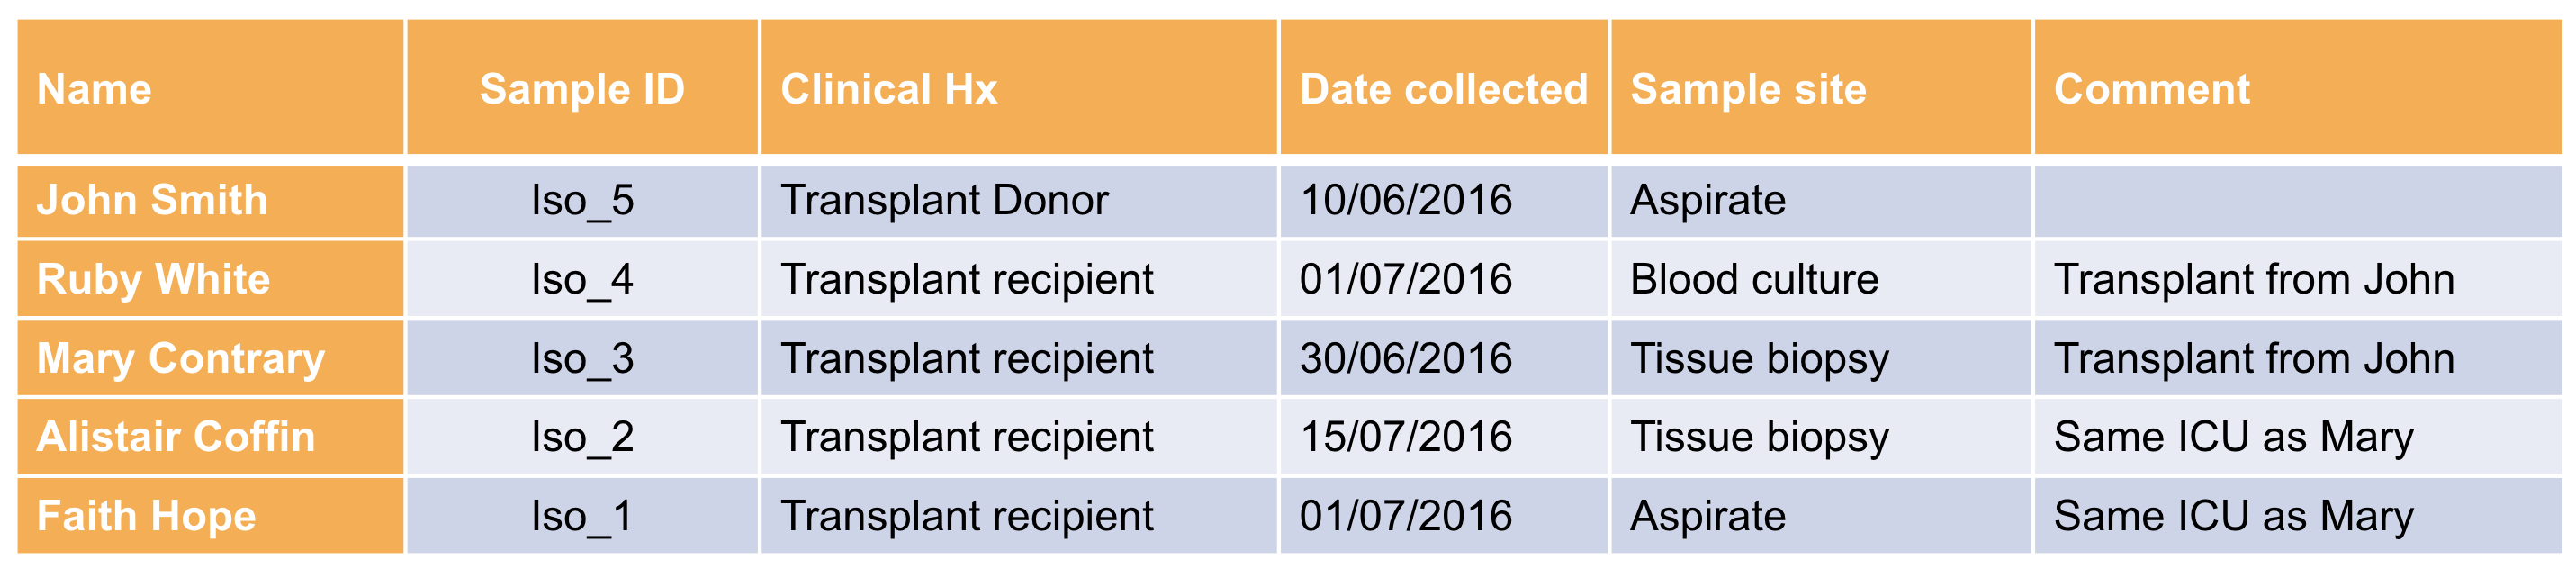 Name Sample ID Clinical Hx Date collected Sample site Comment
John Smith Iso_5 Transplant Donor 10/06/2016 Aspirate
Ruby White Iso_4 Transplant recipient 01/07/2016 Blood culture Transplant from John
Mary Contrary Iso_3 Transplant recipient 30/06/2016 Tissue biopsy Transplant from John
Alistair Coffin Iso_2 Transplant recipient 15/07/2016 Tissue biopsy Same ICU as Mary
Faith Hope Iso_1 Transplant recipient 01/07/2016 Aspirate Same ICU as Mary